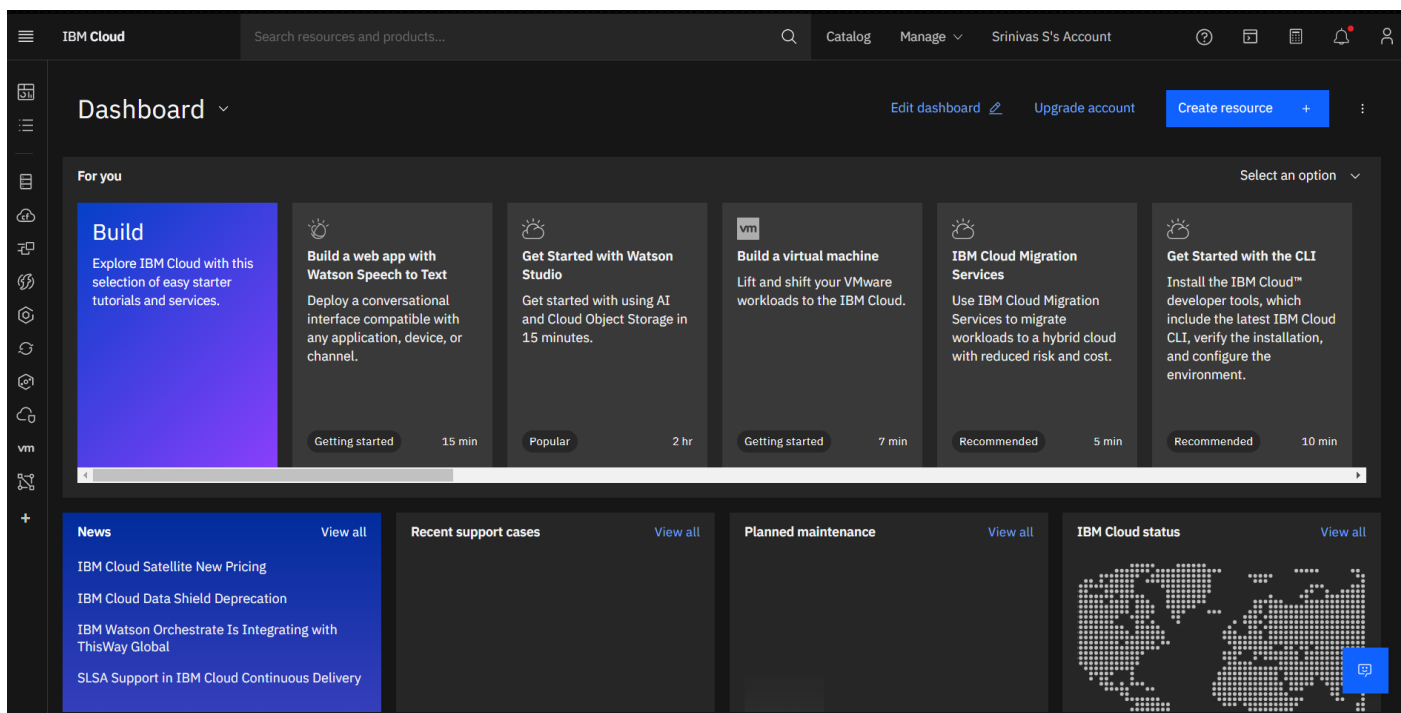 IBM Cloud
Search resources and products...
Catalog
Manage
Srinivas S's Account
Dashboard
Edit dashboard
Upgrade account
Create resource +
For you
Select an option
Build
Explore IBM Cloud with this
selection of easy starter
tutorials and services.
Build a web app with
Watson Speech to Text
Deploy a conversational
interface compatible with
any application, device, or
channel.
Getting started
15 min
Get Started with Watson
Studio
Get started with using AI
and Cloud Object Storage in
15 minutes.
Popular
2 hr
vm
Build a virtual machine
Lift and shift your VMware
workloads to the IBM Cloud.
Getting started
7 min
IBM Cloud Migration
Services
Use IBM Cloud Migration
Services to migrate
workloads to a hybrid cloud
with reduced risk and cost.
Recommended
5 min
Get Started with the CLI
Install the IBM Cloud™
developer tools, which
include the latest IBM Cloud
CLI, verify the installation,
and configure the
environment.
Recommended
10 min
vm
+
News
View all
IBM Cloud Satellite New Pricing
IBM Cloud Data Shield Deprecation
IBM Watson Orchestrate Is Integrating with
ThisWay Global
SLSA Support in IBM Cloud Continuous Delivery
Recent support cases
View all
Planned maintenance
View all
IBM Cloud status
View all